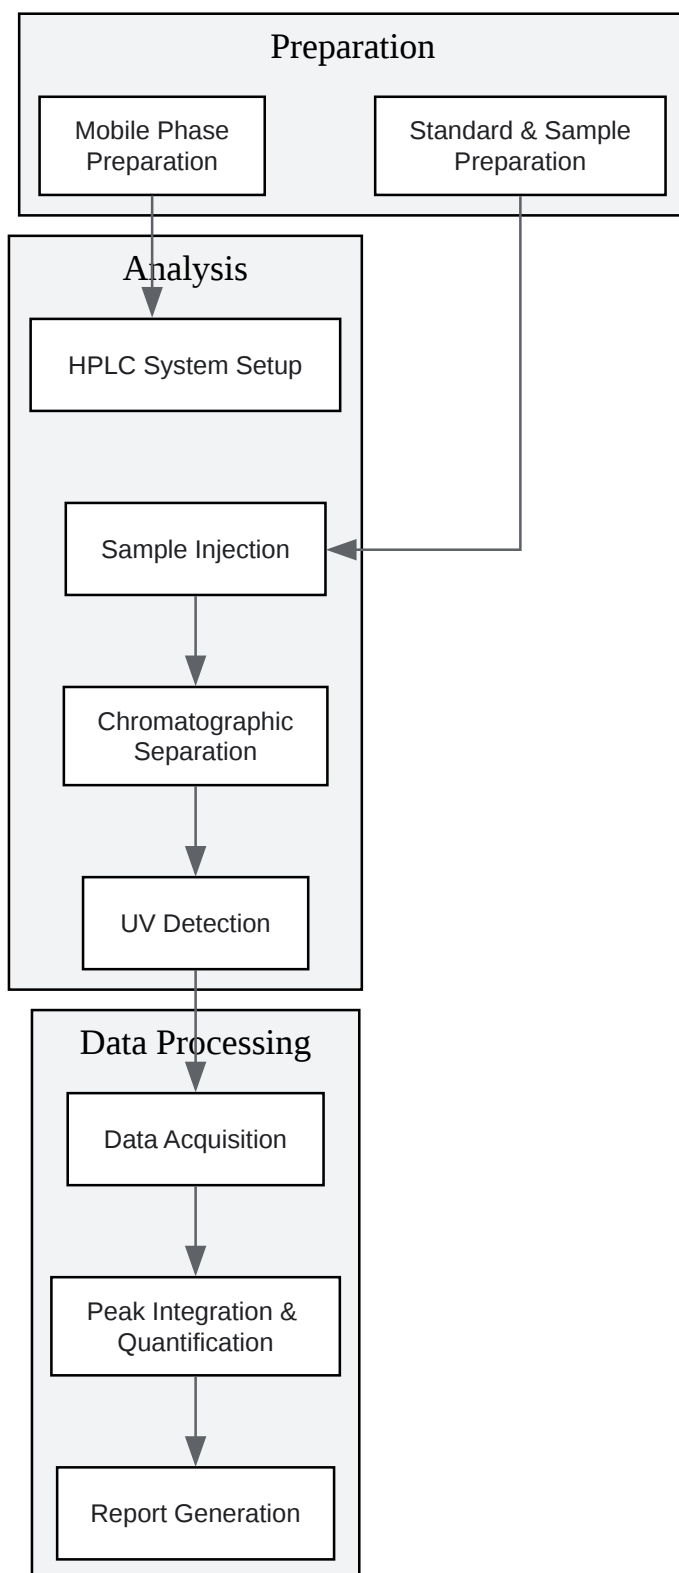 Preparation
Mobile Phase
Preparation
Standard & Sample
Preparation
Analysis
HPLC System Setup
Sample Injection
Chromatographic
Separation
UV Detection
Data Processing
Data Acquisition
Peak Integration &
Quantification
Report Generation